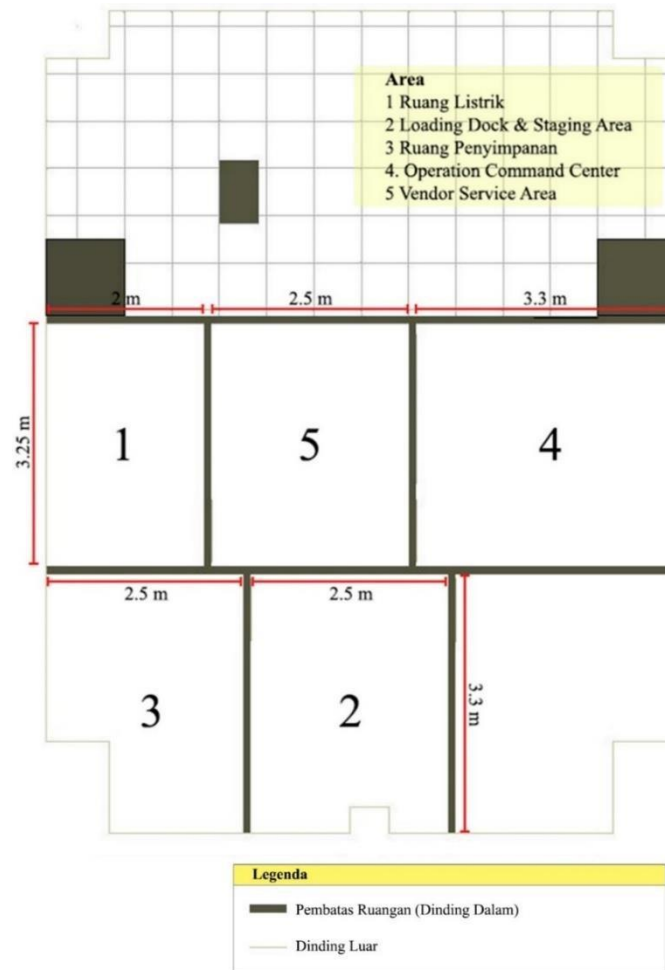 Area
1 Ruang Listrik
2 Loading Dock & Staging Area
3 Ruang Penyimpanan
4. Operation Command Center
5 Vendor Service Area
2 m
2.5 m
3.3 m
3.25 m
1
5
4
2.5 m
2.5 m
3
2
3.3 m
Legenda
Pembatas Ruangan (Dinding Dalam)
Dinding Luar